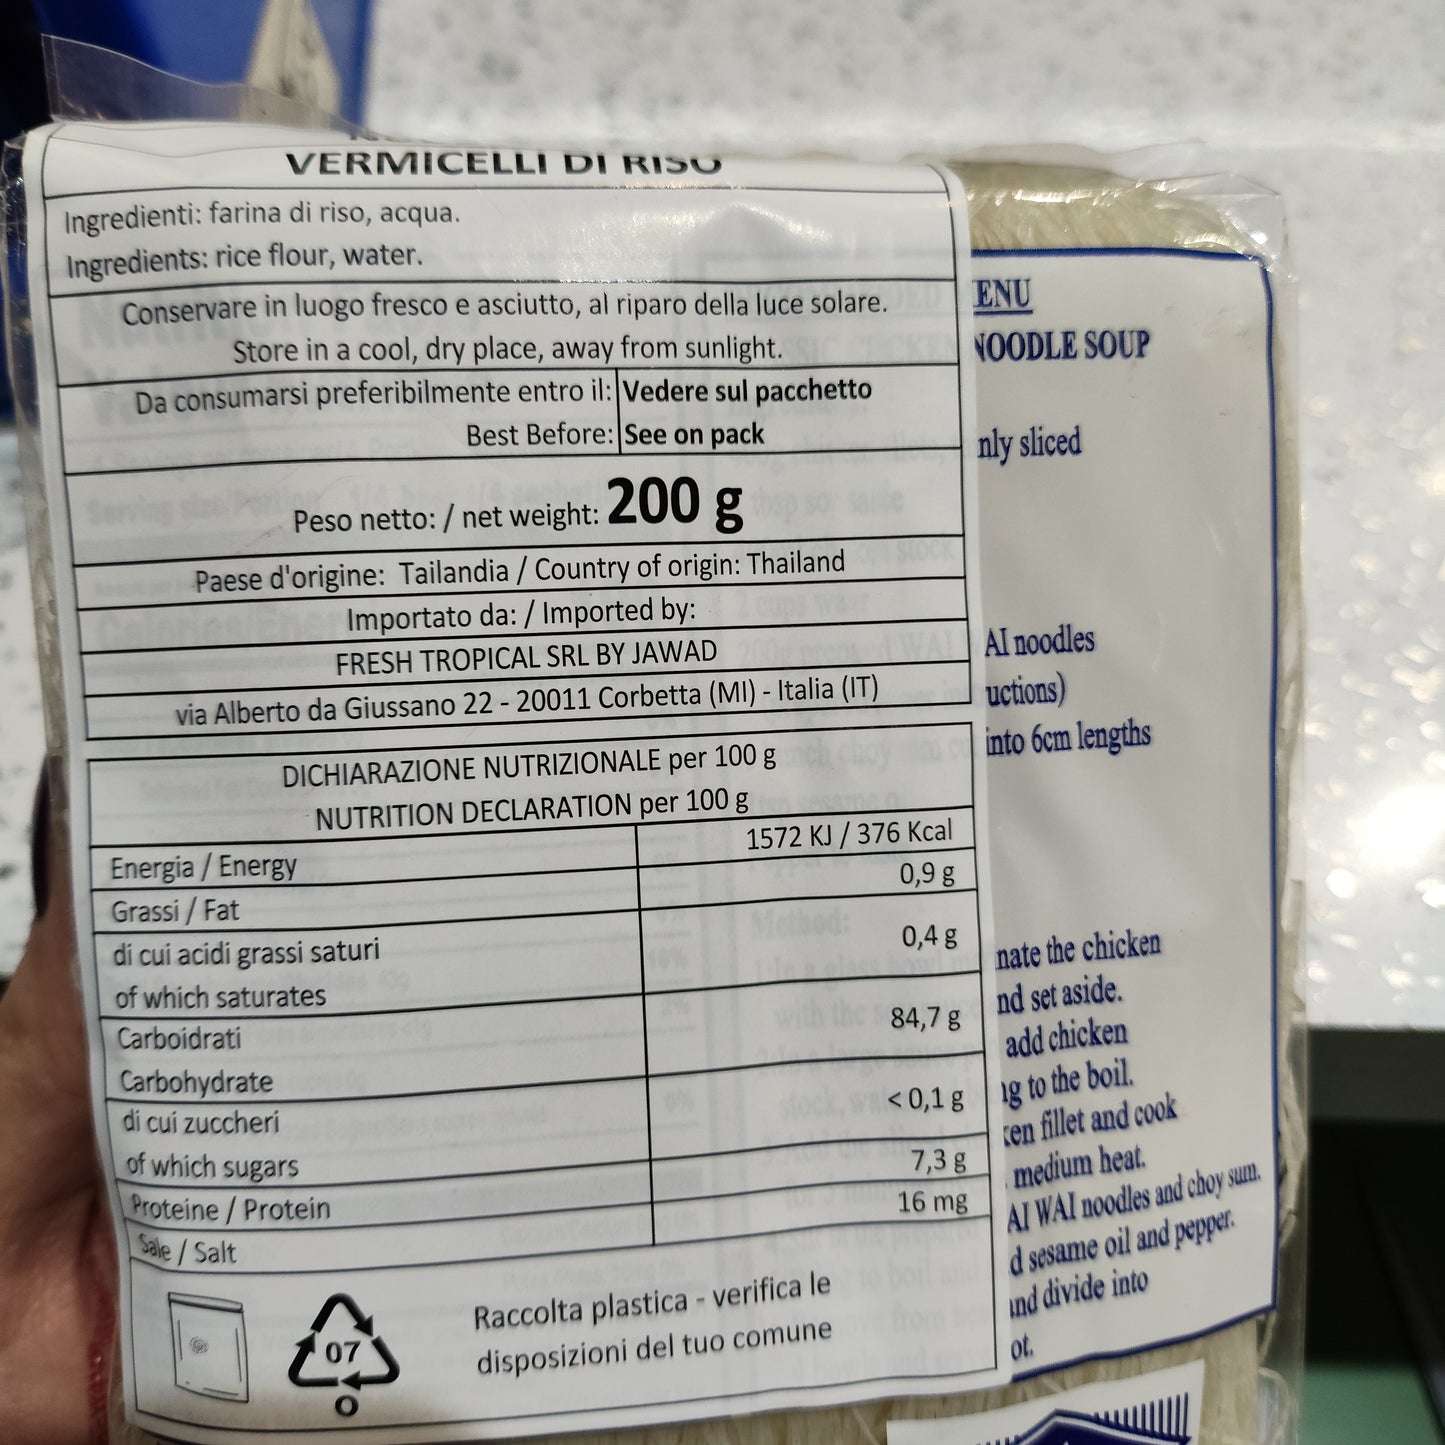 VERMICELLI DI RISO
Ingredienti: farina di riso, acqua.
Ingredients: rice flour, water.
Conservare in luogo fresco e asciutto, al riparo della luce solare.
Store in a cool, dry place, away from sunlight.
Da consumarsi preferibilmente entro il: Vedere sul pacchetto
Best Before: See on pack
Peso netto: / net weight: 200 g
Paese d'origine: Tailandia / Country of origin: Thailand
Importato da: / Imported by:
FRESH TROPICAL SRL BY JAWAD
via Alberto da Giussano 22 - 20011 Corbetta (MI) - Italia (IT)
DICHIARAZIONE NUTRIZIONALE per 100 g
NUTRITION DECLARATION per 100 g
Energia / Energy 1572 KJ / 376 Kcal
Grassi / Fat 0,9 g
di cui acidi grassi saturi
of which saturates 0,4 g
Carboidrati
Carbohydrate 84,7 g
di cui zuccheri
of which sugars < 0,1 g
Proteine / Protein 7,3 g
Sale / Salt 16 mg
07
O
Raccolta plastica - verifica le
disposizioni del tuo comune
ENU
NOODLE SOUP
nly sliced
AI noodles
uctions)
into 6cm lengths
nate the chicken
nd set aside.
add chicken
ng to the boil.
ken fillet and cook
medium heat.
AI WAI noodles and choy sum.
d sesame oil and pepper.
and divide into
ot.